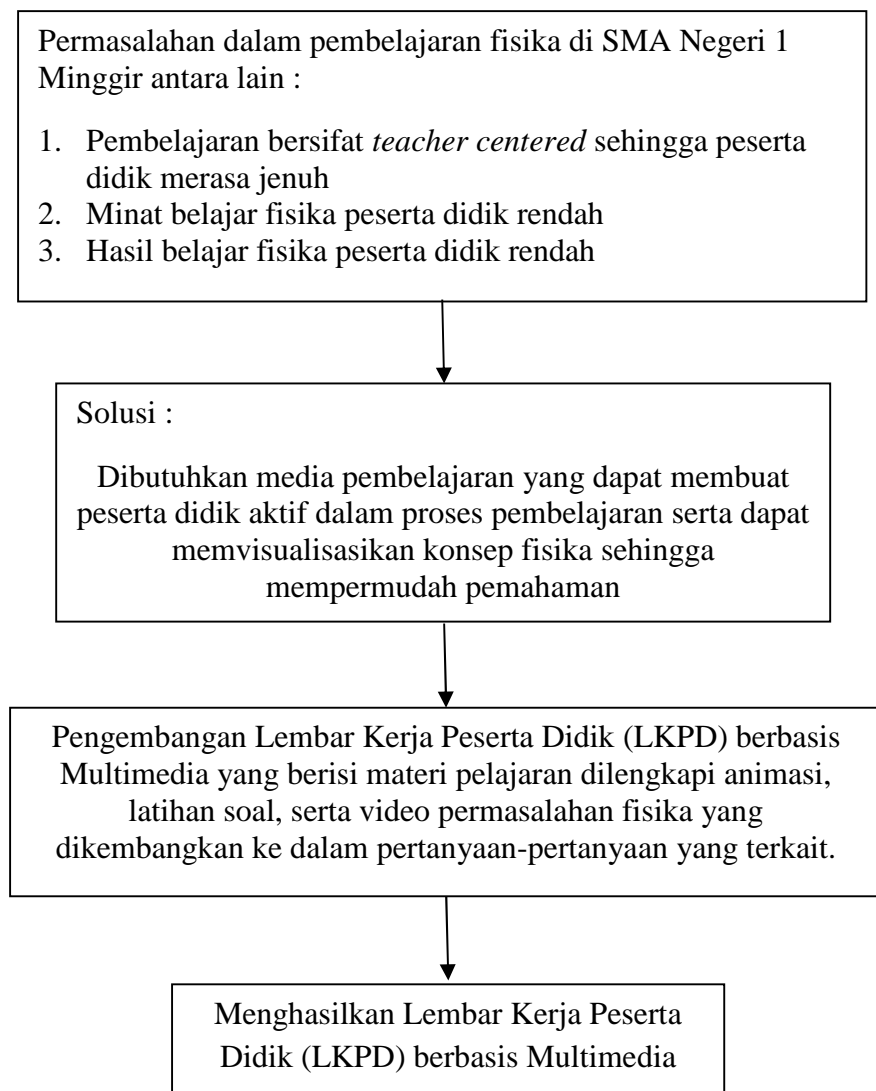 Permasalahan dalam pembelajaran fisika di SMA Negeri 1
Minggir antara lain :
1. Pembelajaran bersifat teacher centered sehingga peserta
didik merasa jenuh
2. Minat belajar fisika peserta didik rendah
3. Hasil belajar fisika peserta didik rendah
Solusi :
Dibutuhkan media pembelajaran yang dapat membuat
peserta didik aktif dalam proses pembelajaran serta dapat
memvisualisasikan konsep fisika sehingga
mempermudah pemahaman
Pengembangan Lembar Kerja Peserta Didik (LKPD) berbasis
Multimedia yang berisi materi pelajaran dilengkapi animasi,
latihan soal, serta video permasalahan fisika yang
dikembangkan ke dalam pertanyaan-pertanyaan yang terkait.
Menghasilkan Lembar Kerja Peserta
Didik (LKPD) berbasis Multimedia